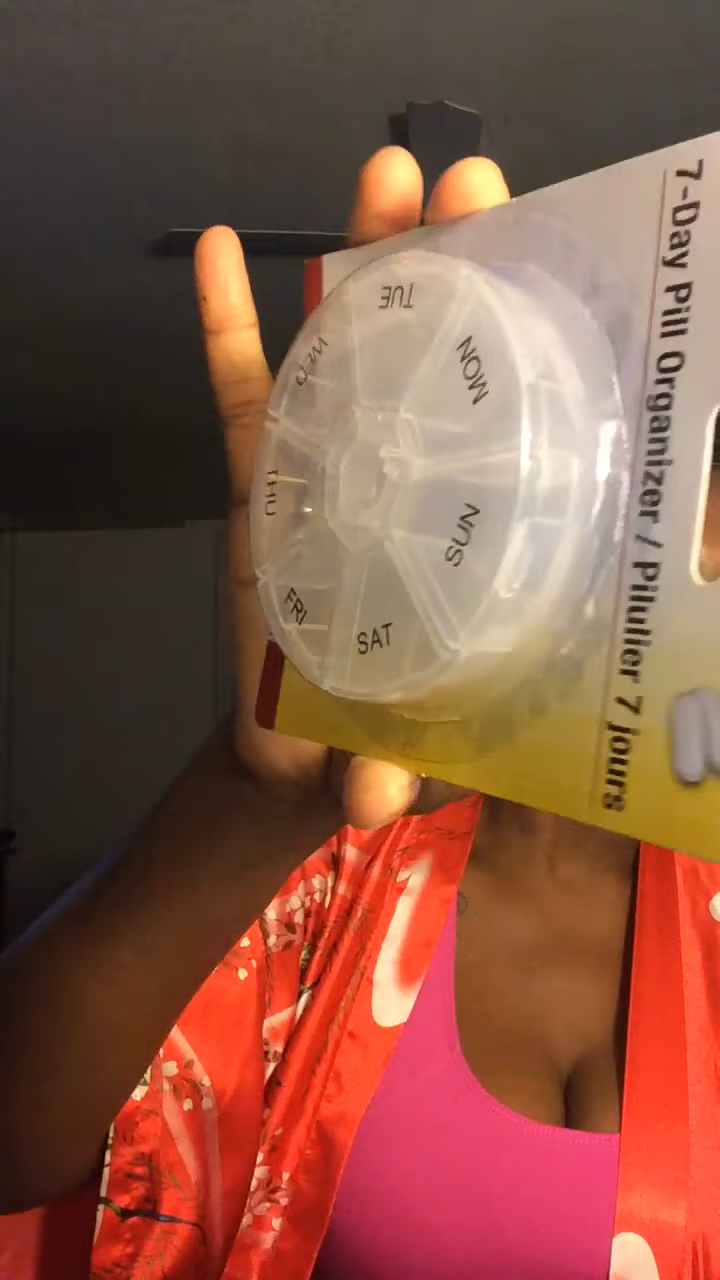 7-Day Pill Organizer / Pilulier 7 jours
SUN
MON
TUE
WED
THU
FRI
SAT